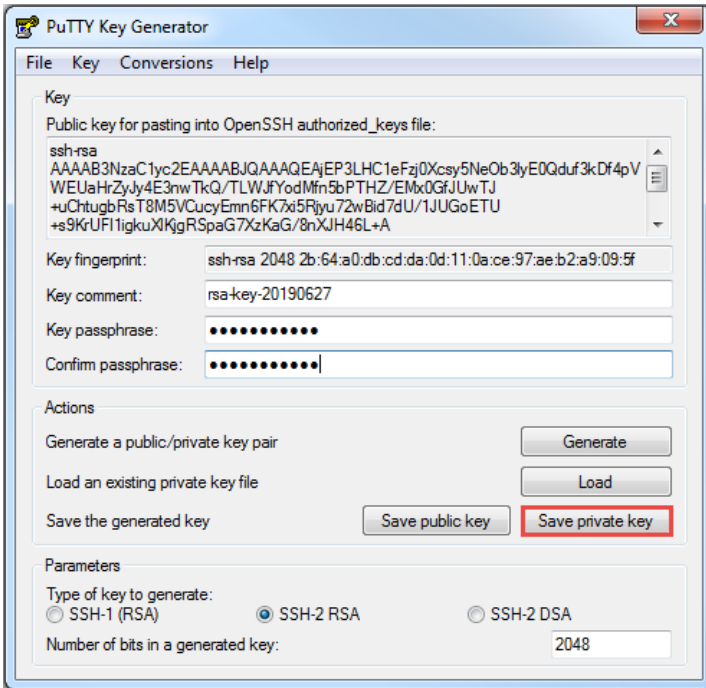 PuTTY Key Generator
File Key Conversions Help
Key
Public key for pasting into OpenSSH authorized_keys file:
ssh-rsa
AAAAB3NzaC1yc2EAAAABJQAAAQEAjEP3LHC1eFzj0Xcsy5NeOb3lyE0Qduf3kDf4pV
WEUaHrZyJy4E3nwTkQ/TLWJfYodMfn5bPTHZ/EMx0GfJUwTJ
+uChtugbRsT8M5VCucyEmn6FK7xi5Rjyu72wBid7dU/1JUGoETU
+s9KrUFI1igkuXlKjgRSpaG7XzKaG/8nXJH46L+A
Key fingerprint: ssh-rsa 2048 2b:64:a0:db:cd:da:0d:11:0a:ce:97:ae:b2:a9:09:5f
Key comment: rsa-key-20190627
Key passphrase: ●●●●●●●●●●●
Confirm passphrase: ●●●●●●●●●●●
Actions
Generate a public/private key pair Generate
Load an existing private key file Load
Save the generated key Save public key Save private key
Parameters
Type of key to generate:
SSH-1 (RSA) SSH-2 RSA SSH-2 DSA
Number of bits in a generated key: 2048